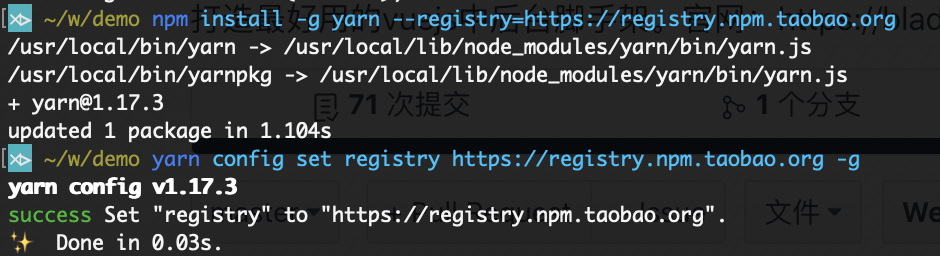 ~/w/demo npm install -g yarn --registry=https://registry.npm.taobao.org
/usr/local/bin/yarn -> /usr/local/lib/node_modules/yarn/bin/yarn.js
/usr/local/bin/yarnpkg -> /usr/local/lib/node_modules/yarn/bin/yarn.js
+ yarn@1.17.3
71 次提交
1 个分支
updated 1 package in 1.104s
~/w/demo yarn config set registry https://registry.npm.taobao.org -g
yarn config v1.17.3
success Set "registry" to "https://registry.npm.taobao.org".
文件
We
✨ Done in 0.03s.